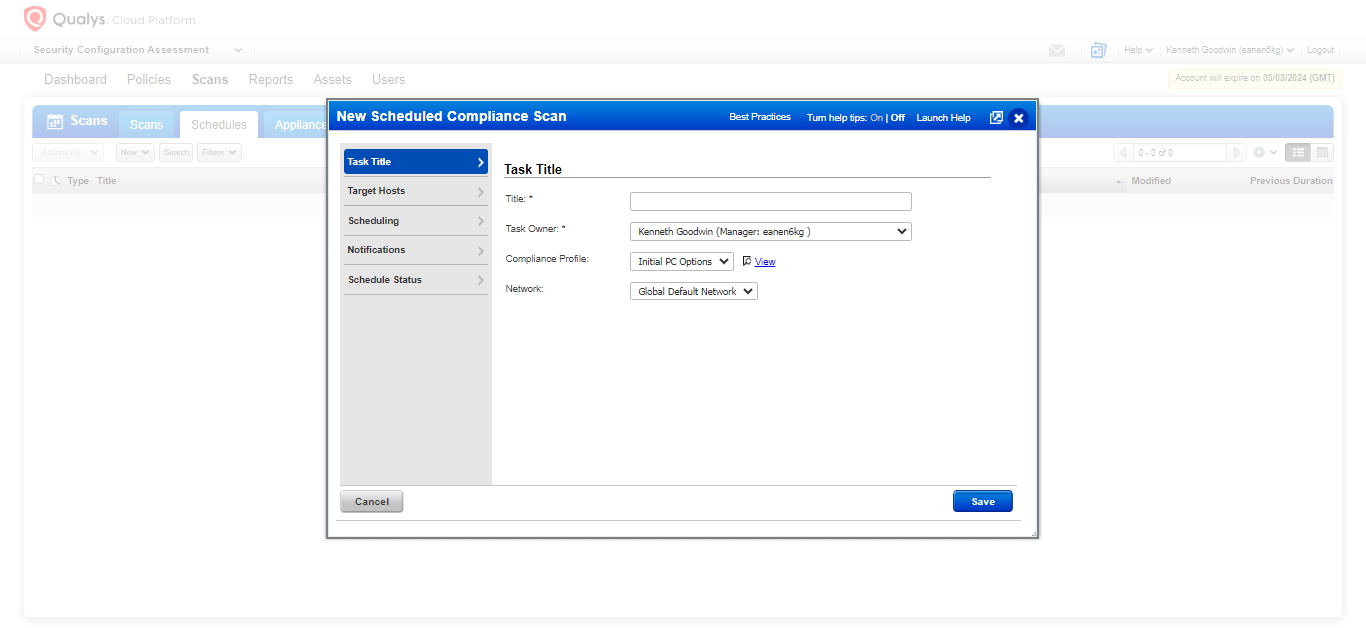 Qualys. Cloud Platform
Security Configuration Assessment
Help
Kenneth Goodwin (eanen6kg)
Logout
Dashboard Policies Scans Reports Assets Users
Account will expire on 03/03/2024 (GMT)
Scans
Scans
Schedules
Appliance
Actions (0) New Search Filters
0 - 0 of 0
Type Title Modified Previous Duration
New Scheduled Compliance Scan
Best Practices
Turn help tips: On | Off
Launch Help
Task Title
Target Hosts
Scheduling
Notifications
Schedule Status
Task Title
Title: *
Task Owner: * Kenneth Goodwin (Manager: eanen6kg )
Compliance Profile: Initial PC Options View
Network: Global Default Network
Cancel
Save